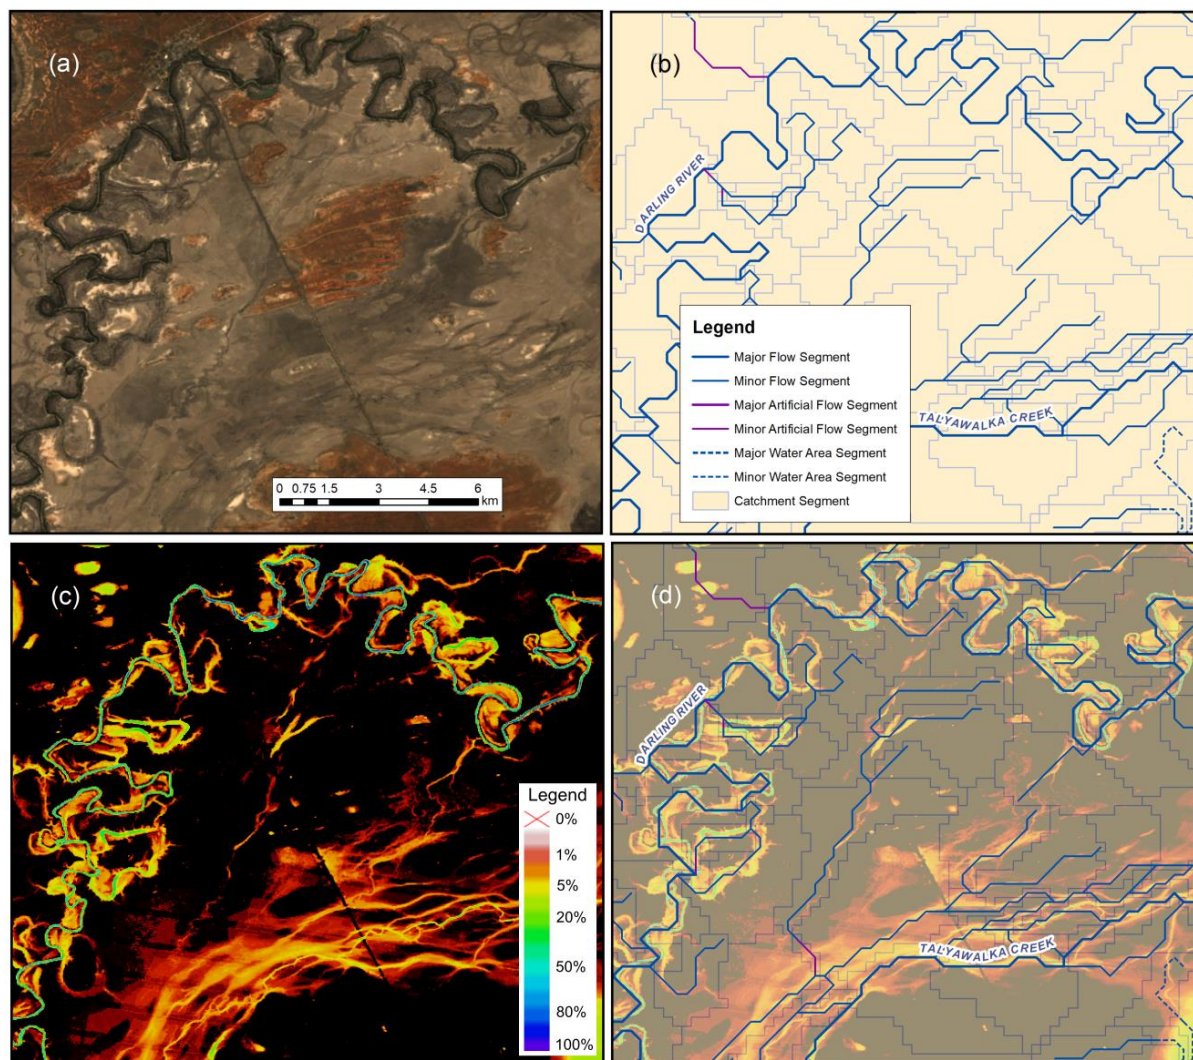 (a)
0 0.75 1.5 3 4.5 6
km
(b)
DARLING RIVER
TALYAWALKA CREEK
Legend
Major Flow Segment
Minor Flow Segment
Major Artificial Flow Segment
Minor Artificial Flow Segment
Major Water Area Segment
Minor Water Area Segment
Catchment Segment
(c)
Legend
0%
1%
5%
20%
50%
80%
100%
(d)
DARLING RIVER
TALYAWALKA CREEK